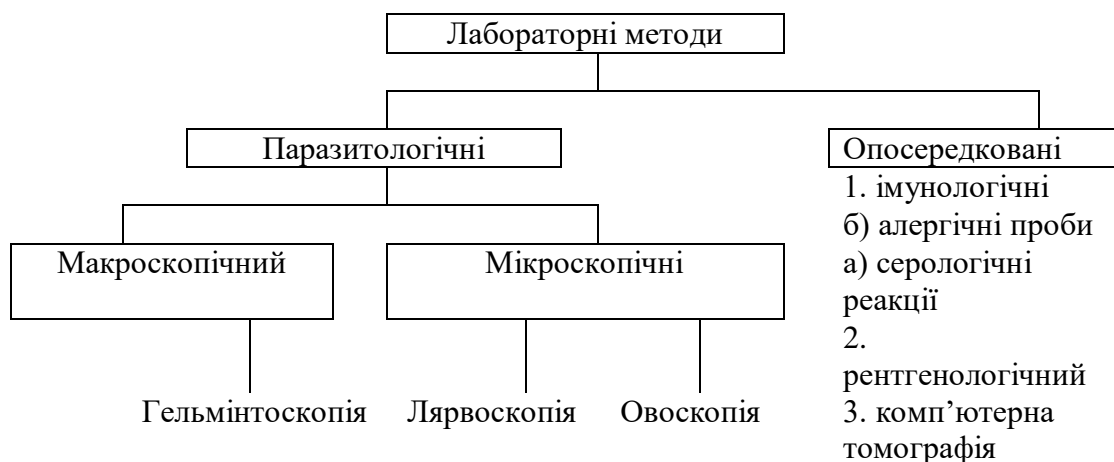 Лабораторні методи
Паразитологічні
Опосередковані
1. імунологічні
б) алергічні проби
а) серологічні
реакції
2.
рентгенологічний
3. комп’ютерна
томографія
Макроскопічний
Мікроскопічні
Гельмінтоскопія
Лярвоскопія
Овоскопія